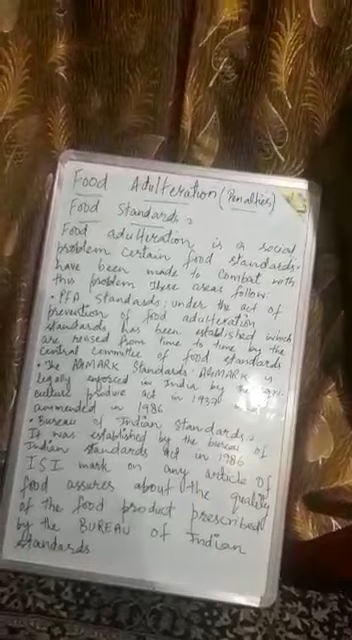 Food Adulteration (Penalties)
Food Standards:
Food adulteration is a social
problem certain food standards
have been made to combat with
this problem these areas follow:
• PFA standards: under the act of
prevention of food adulteration
standards has been established which
are revised from time to time by the
central committee of food standards
• The AGMARK Standards: AGMARK is
legally enforced in India by the Agri-
culture produce act in 1937
ammended in 1986
• Bureau of Indian Standards:
It was established by the bureau of
Indian standards act in 1986
ISI mark on any article of
food assures about the quality
of the food product prescribed
by the BUREAU of Indian
standards